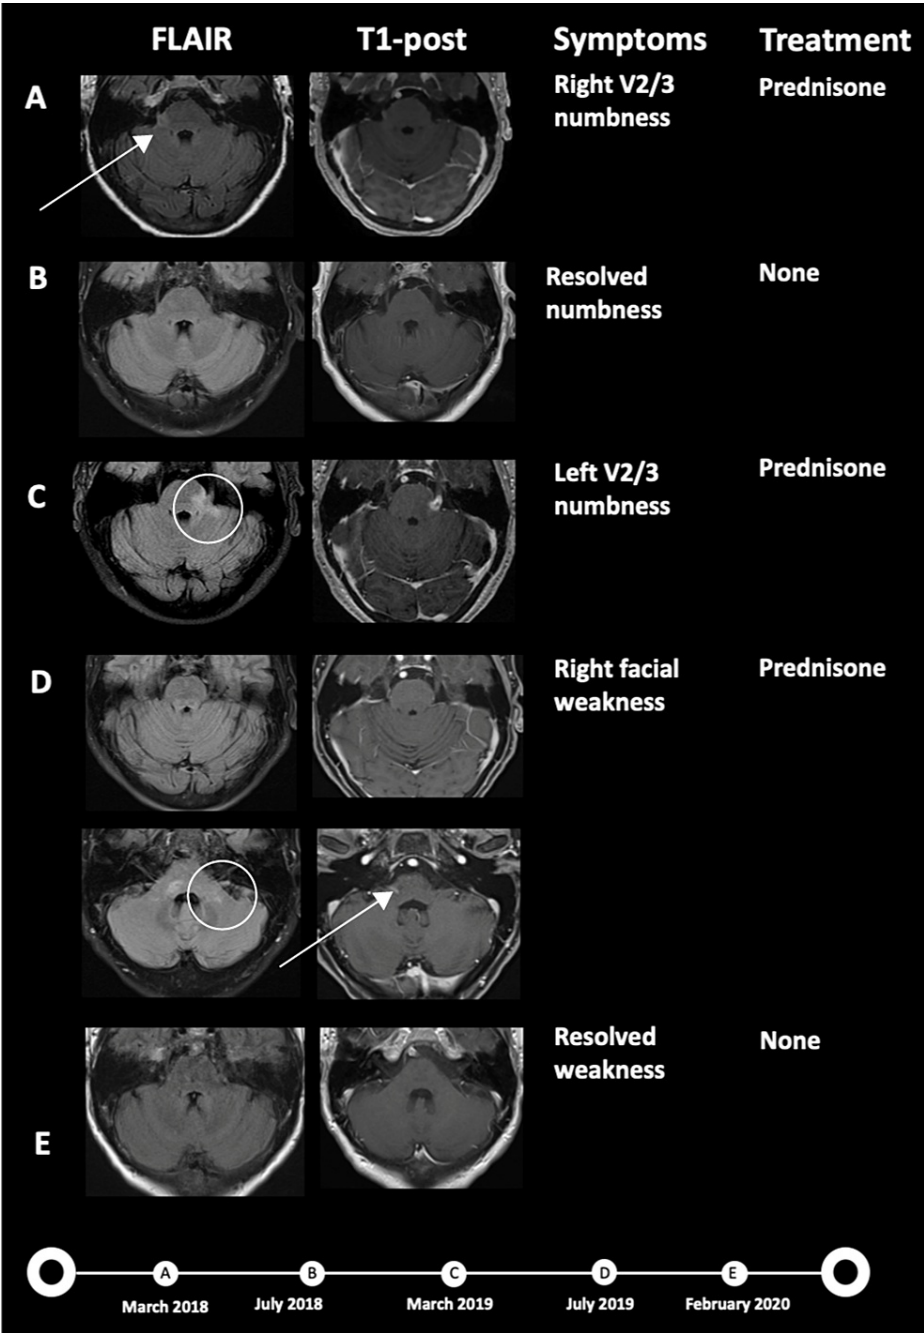 FLAIR T1-post Symptoms Treatment
A Right V2/3 Prednisone
numbness
B Resolved None
numbness
C Left V2/3 Prednisone
numbness
D Right facial Prednisone
weakness
Resolved None
weakness
E
A B C D E
March 2018 July 2018 March 2019 July 2019 February 2020